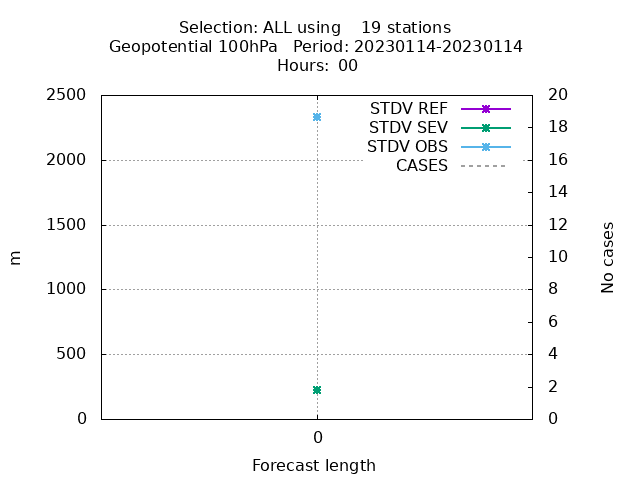 Selection: ALL using    19 stations
Geopotential 100hPa   Period: 20230114-20230114
Hours:  00
2500
2000
1500
1000
500
0
m
STDV REF
STDV SEV
STDV OBS
CASES
20
18
16
14
12
10
8
6
4
2
0
No cases
0
Forecast length